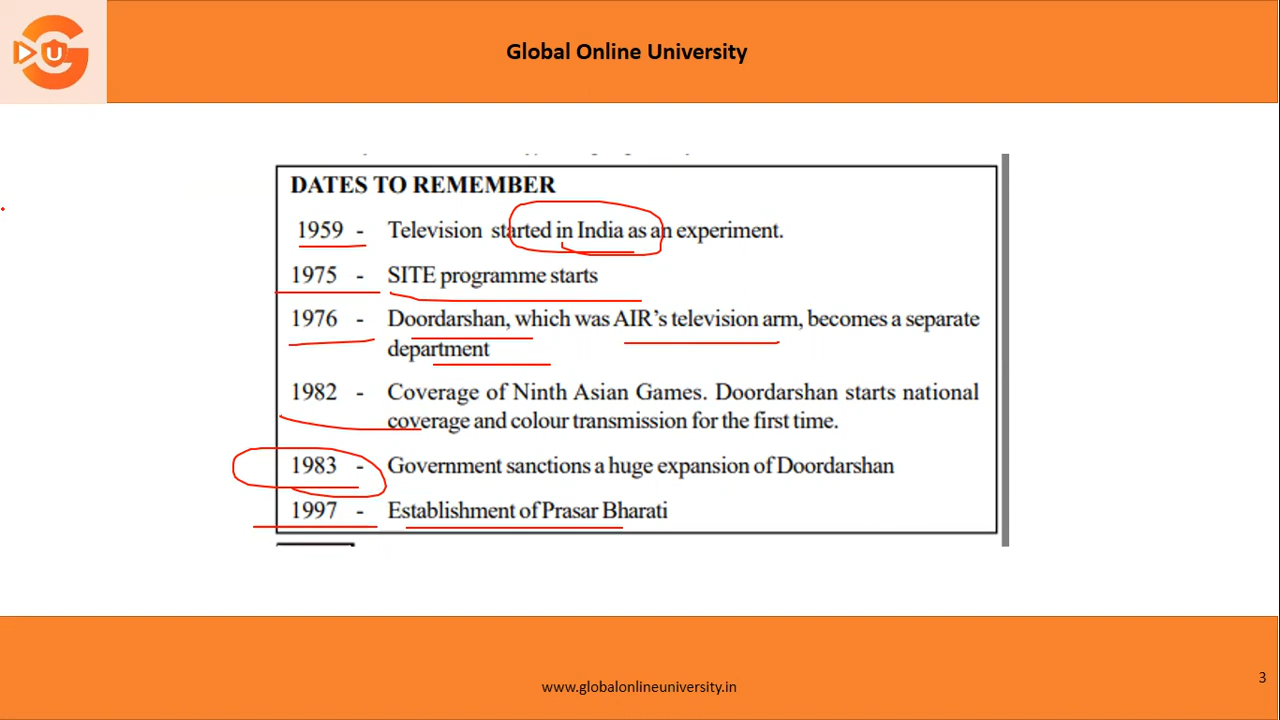 Global Online University
U
DATES TO REMEMBER
1959 - Television started in India as an experiment.
1975 - SITE programme starts
1976 - Doordarshan, which was AIR's television arm, becomes a separate
department
1982 - Coverage of Ninth Asian Games. Doordarshan starts national
coverage and colour transmission for the first time.
1983 - Government sanctions a huge expansion of Doordarshan
1997 - Establishment of Prasar Bharati
www.globalonlineuniversity.in
3